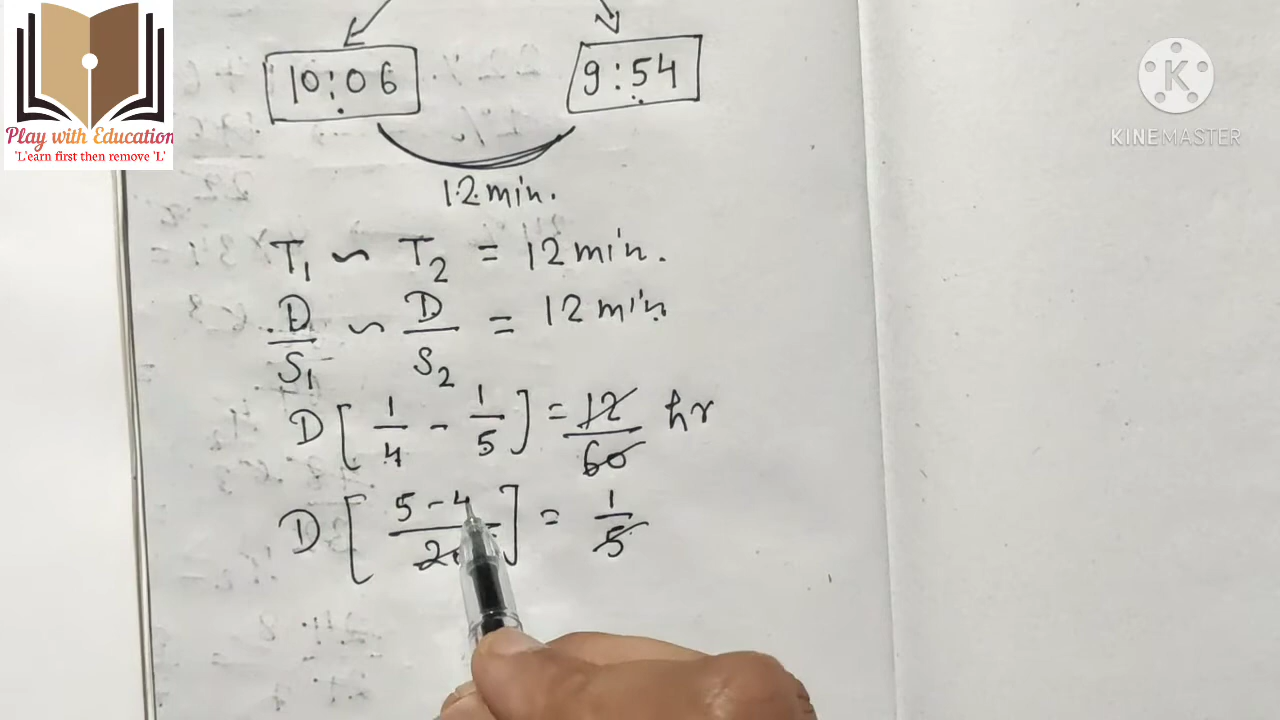 10:06 9:54
12 min.
T1 ∽ T2 = 12 min.
D/S1 ∽ D/S2 = 12 min
D[1/4 - 1/5] = 12/60 hr
D[5-4/] = 1/5
Play with Education
'L'earn first then remove 'L'
K
KINEMASTER